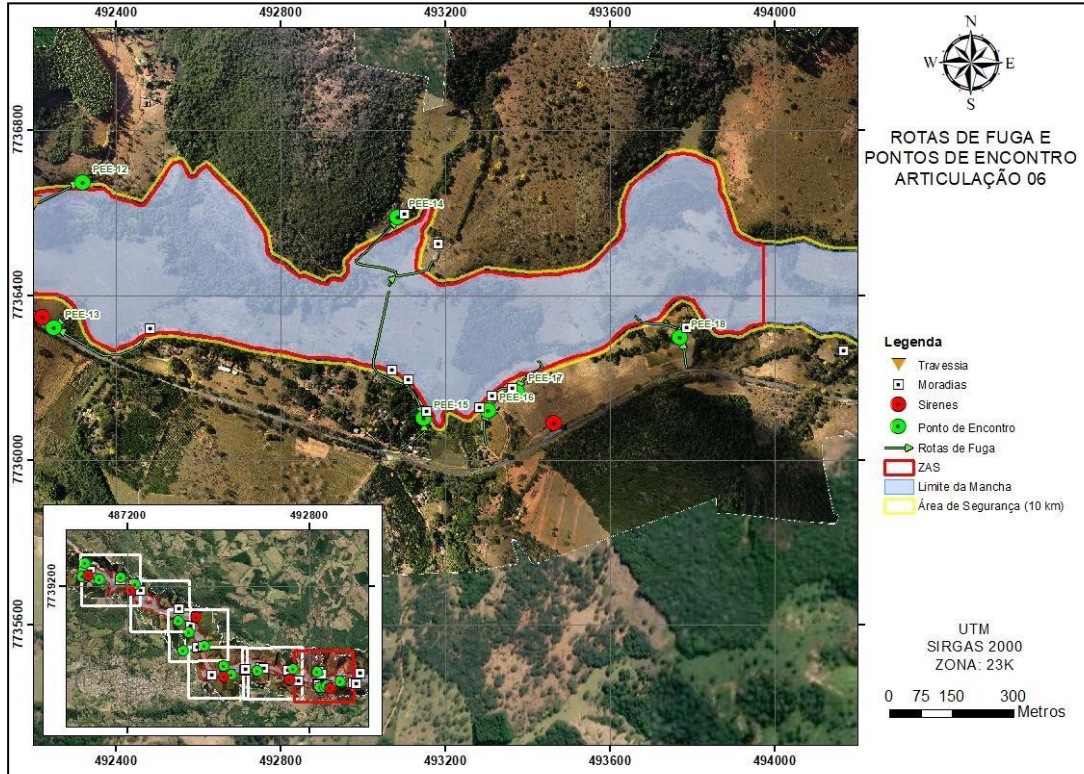 492400 492800 493200 493600 494000
N
W E
S
ROTAS DE FUGA E
PONTOS DE ENCONTRO
ARTICULAÇÃO 06
7736800
PEE-12
PEE-14
7736400
PEE-13
PEE-18
PEE-17
PEE-16
PEE-15
7736000
7735600
Legenda
Travessia
Moradias
Sirenes
Ponto de Encontro
Rotas de Fuga
ZAS
Limite da Mancha
Área de Segurança (10 km)
487200 492800
7739200
UTM
SIRGAS 2000
ZONA: 23K
0 75 150 300
Metros
492400 492800 493200 493600 494000